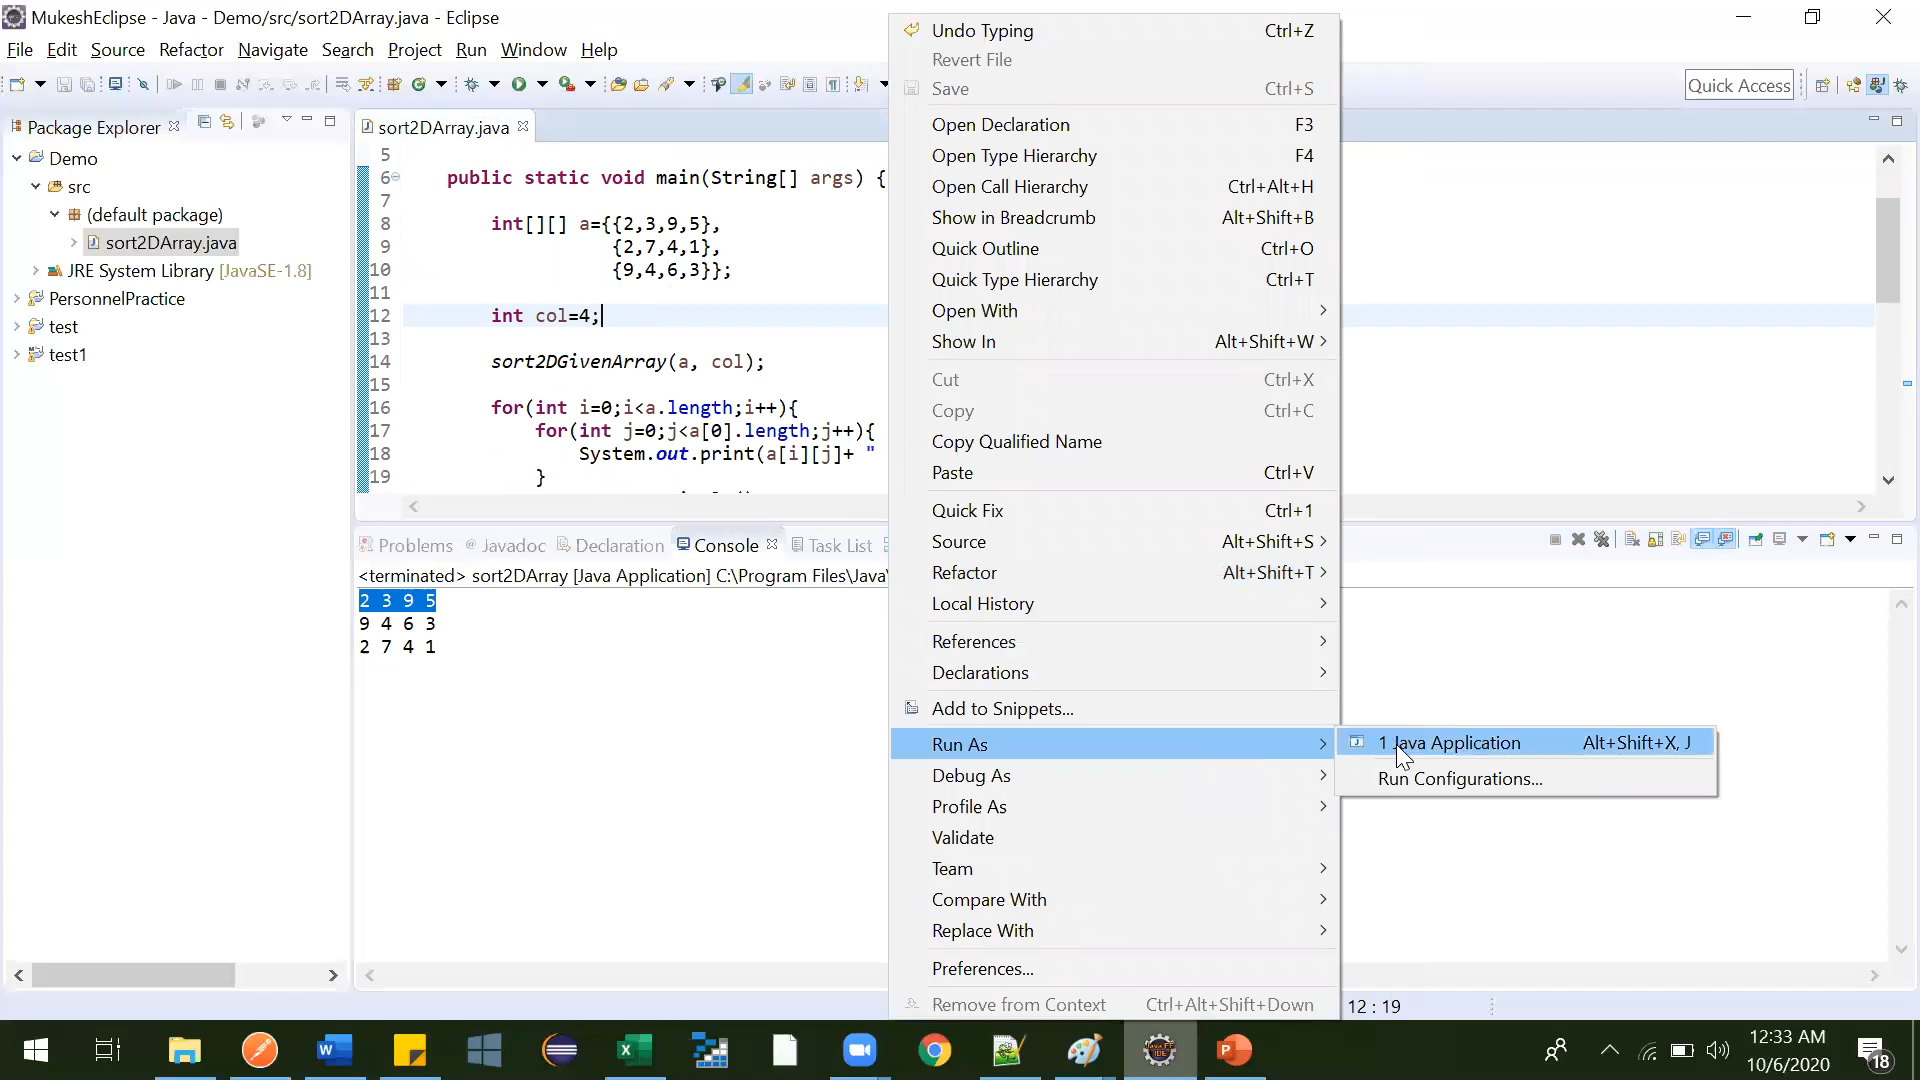 MukeshEclipse - Java - Demo/src/sort2DArray.java - Eclipse
File Edit Source Refactor Navigate Search Project Run Window Help
Quick Access
Package Explorer
Demo
src
(default package)
sort2DArray.java
JRE System Library [JavaSE-1.8]
PersonnelPractice
test
test1
sort2DArray.java
5
6 public static void main(String[] args) {
7
8 int[][] a={{2,3,9,5},
9 {2,7,4,1},
10 {9,4,6,3}};
11
12 int col=4;
13
14 sort2DGivenArray(a, col);
15
16 for(int i=0;i<a.length;i++){
17 for(int j=0;j<a[0].length;j++){
18 System.out.print(a[i][j]+ "
19 }
Problems @ Javadoc Declaration Console Task List
<terminated> sort2DArray [Java Application] C:\Program Files\Java\
2 3 9 5
9 4 6 3
2 7 4 1
Undo Typing Ctrl+Z
Revert File
Save Ctrl+S
Open Declaration F3
Open Type Hierarchy F4
Open Call Hierarchy Ctrl+Alt+H
Show in Breadcrumb Alt+Shift+B
Quick Outline Ctrl+O
Quick Type Hierarchy Ctrl+T
Open With
Show In Alt+Shift+W
Cut Ctrl+X
Copy Ctrl+C
Copy Qualified Name
Paste Ctrl+V
Quick Fix Ctrl+1
Source Alt+Shift+S
Refactor Alt+Shift+T
Local History
References
Declarations
Add to Snippets...
Run As
Debug As
Profile As
Validate
Team
Compare With
Replace With
Preferences...
Remove from Context Ctrl+Alt+Shift+Down
1 Java Application Alt+Shift+X, J
Run Configurations...
12 : 19
12:33 AM
10/6/2020
18